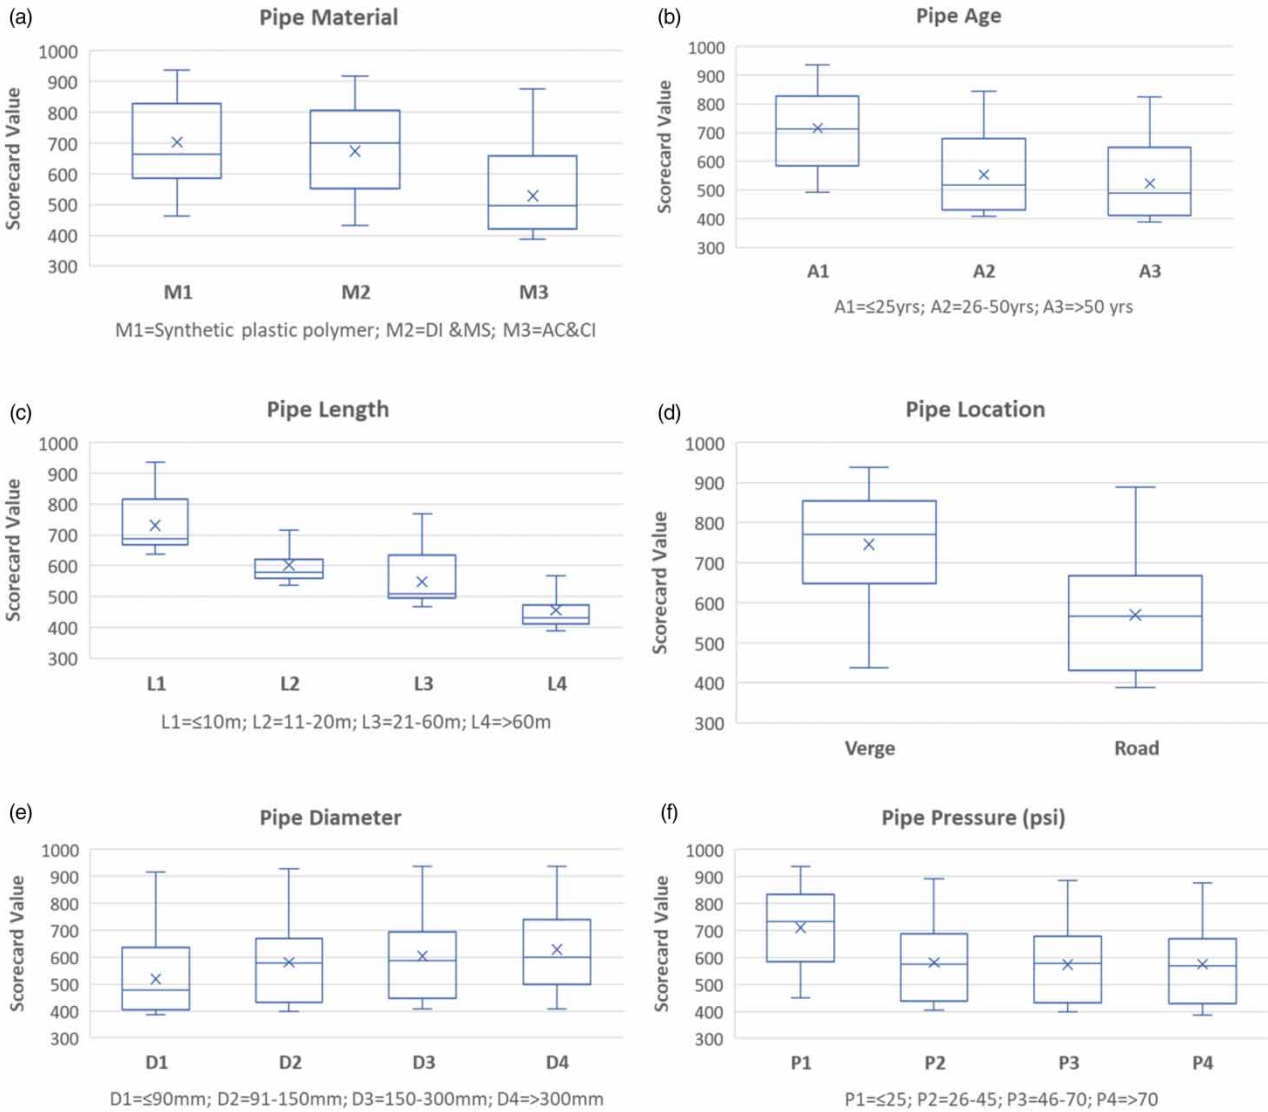 (a)
Pipe Material
Scorecard Value
1000
900
800
700
600
500
400
300
M1 M2 M3
M1=Synthetic plastic polymer; M2=DI &MS; M3=AC&CI
(b)
Pipe Age
Scorecard Value
1000
900
800
700
600
500
400
300
A1 A2 A3
A1=≤25yrs; A2=26-50yrs; A3=>50 yrs
(c)
Pipe Length
Scorecard Value
1000
900
800
700
600
500
400
300
L1 L2 L3 L4
L1=≤10m; L2=11-20m; L3=21-60m; L4=>60m
(d)
Pipe Location
Scorecard Value
1000
900
800
700
600
500
400
300
Verge Road
(e)
Pipe Diameter
Scorecard Value
1000
900
800
700
600
500
400
300
D1 D2 D3 D4
D1=≤90mm; D2=91-150mm; D3=150-300mm; D4=>300mm
(f)
Pipe Pressure (psi)
Scorecard Value
1000
900
800
700
600
500
400
300
P1 P2 P3 P4
P1=≤25; P2=26-45; P3=46-70; P4=>70